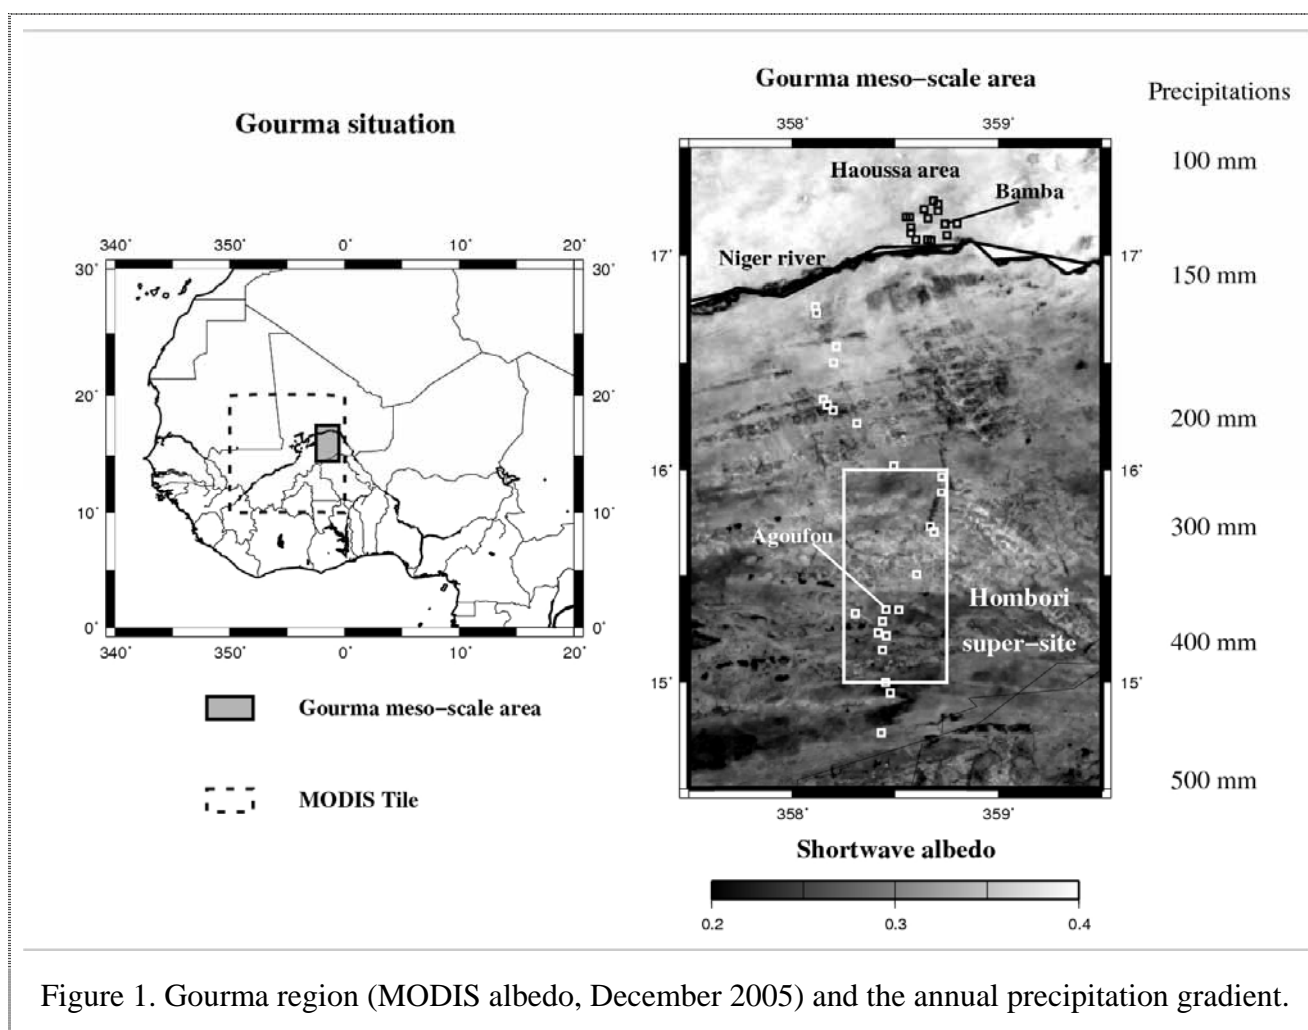 Gourma situation
340˚ 350˚ 0˚ 10˚ 20˚
30˚ 30˚
20˚ 20˚
10˚ 10˚
0˚ 0˚
340˚ 350˚ 0˚ 10˚ 20˚
Gourma meso−scale area
MODIS Tile
Gourma meso−scale area
358˚ 359˚
Haoussa area
Bamba
Niger river
17˚ 17˚
16˚ 16˚
Agoufou
Hombori
super−site
15˚ 15˚
358˚ 359˚
Precipitations
100 mm
150 mm
200 mm
300 mm
400 mm
500 mm
Shortwave albedo
0.2 0.3 0.4
Figure 1. Gourma region (MODIS albedo, December 2005) and the annual precipitation gradient.